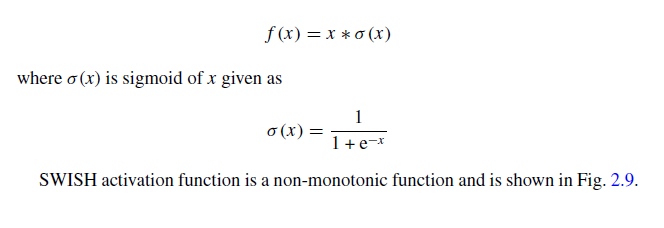 f(x) = x ∗ σ(x)
where σ(x) is sigmoid of x given as
σ(x) = 1 / (1 + e^−x)
SWISH activation function is a non-monotonic function and is shown in Fig. 2.9.